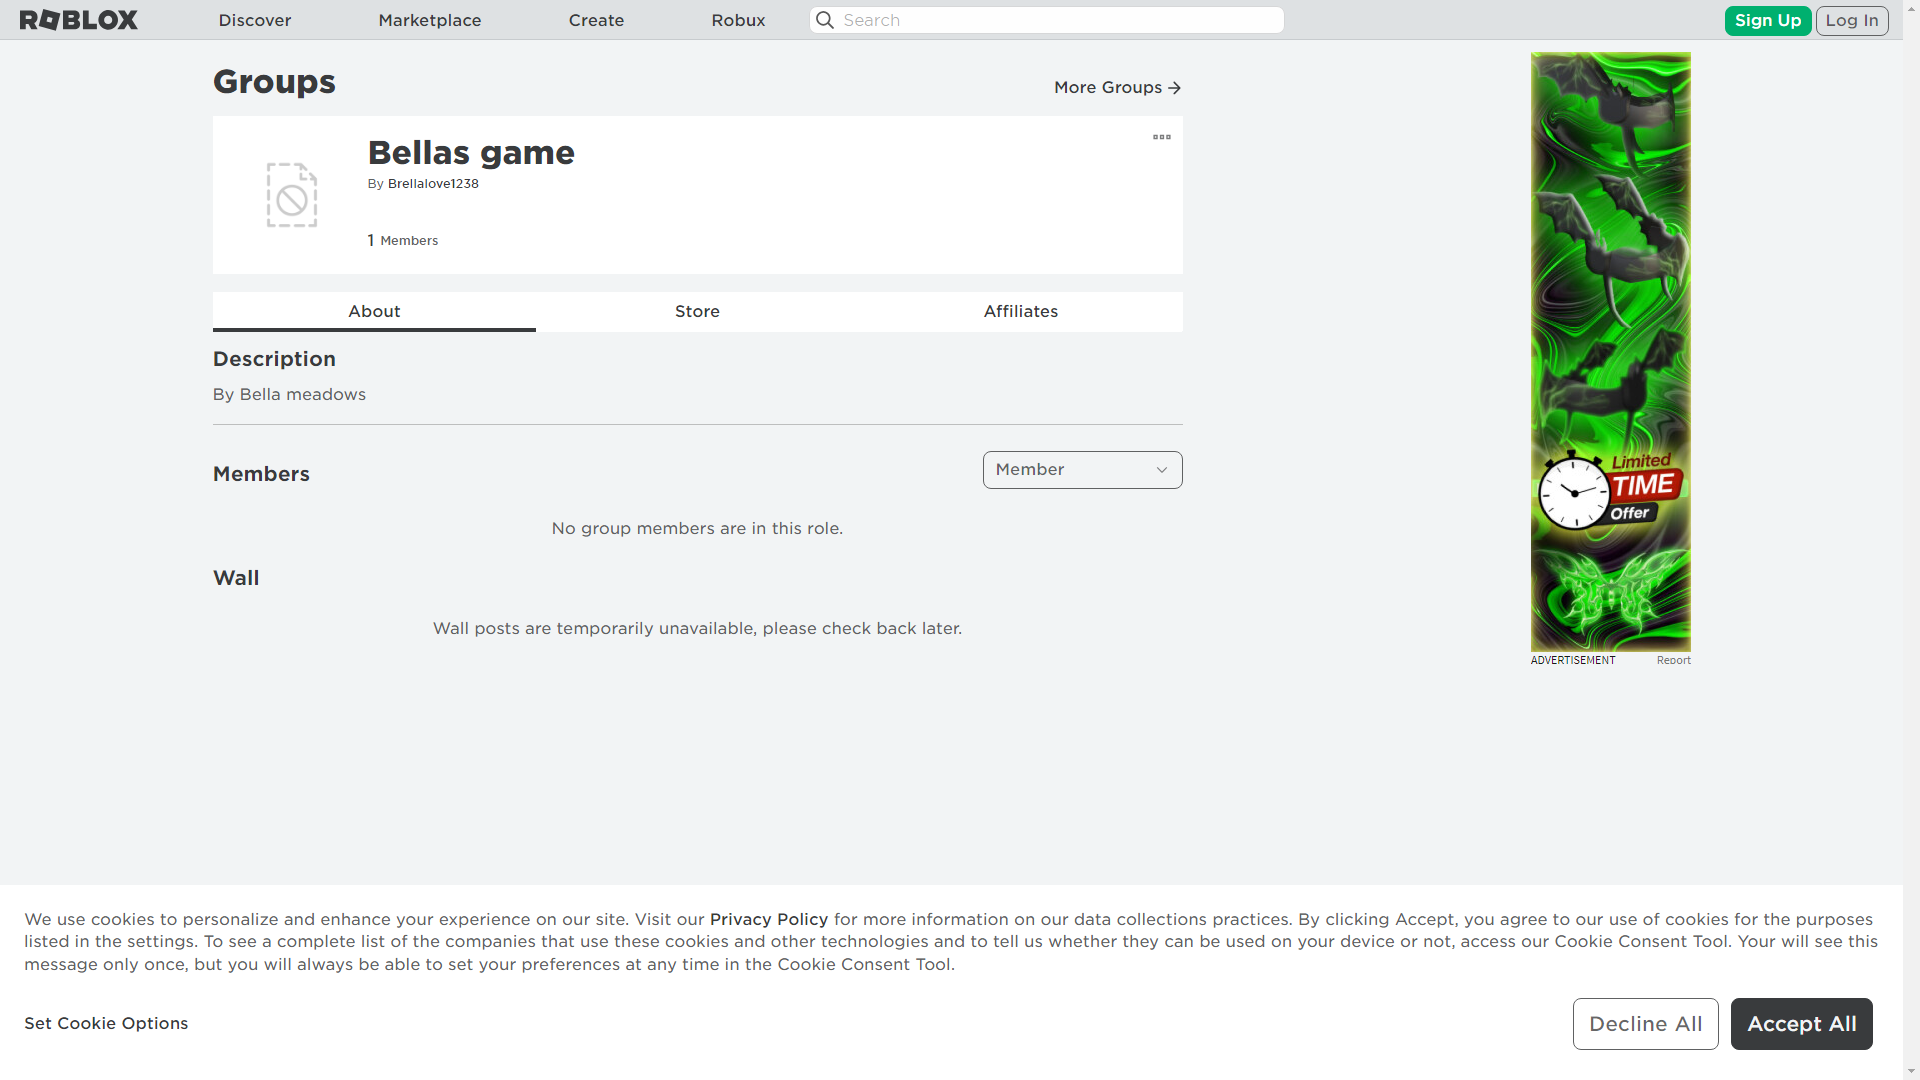 ROBLOX
Discover
Marketplace
Create
Robux
Search
Sign Up
Log In
Groups
More Groups
Bellas game
By Brellalove1238
1 Members
About
Store
Affiliates
Description
By Bella meadows
Members
Member
No group members are in this role.
Wall
Wall posts are temporarily unavailable, please check back later.
Limited
TIME
Offer
ADVERTISEMENT
Report
We use cookies to personalize and enhance your experience on our site. Visit our Privacy Policy for more information on our data collections practices. By clicking Accept, you agree to our use of cookies for the purposes
listed in the settings. To see a complete list of the companies that use these cookies and other technologies and to tell us whether they can be used on your device or not, access our Cookie Consent Tool. Your will see this
message only once, but you will always be able to set your preferences at any time in the Cookie Consent Tool.
Set Cookie Options
Decline All
Accept All